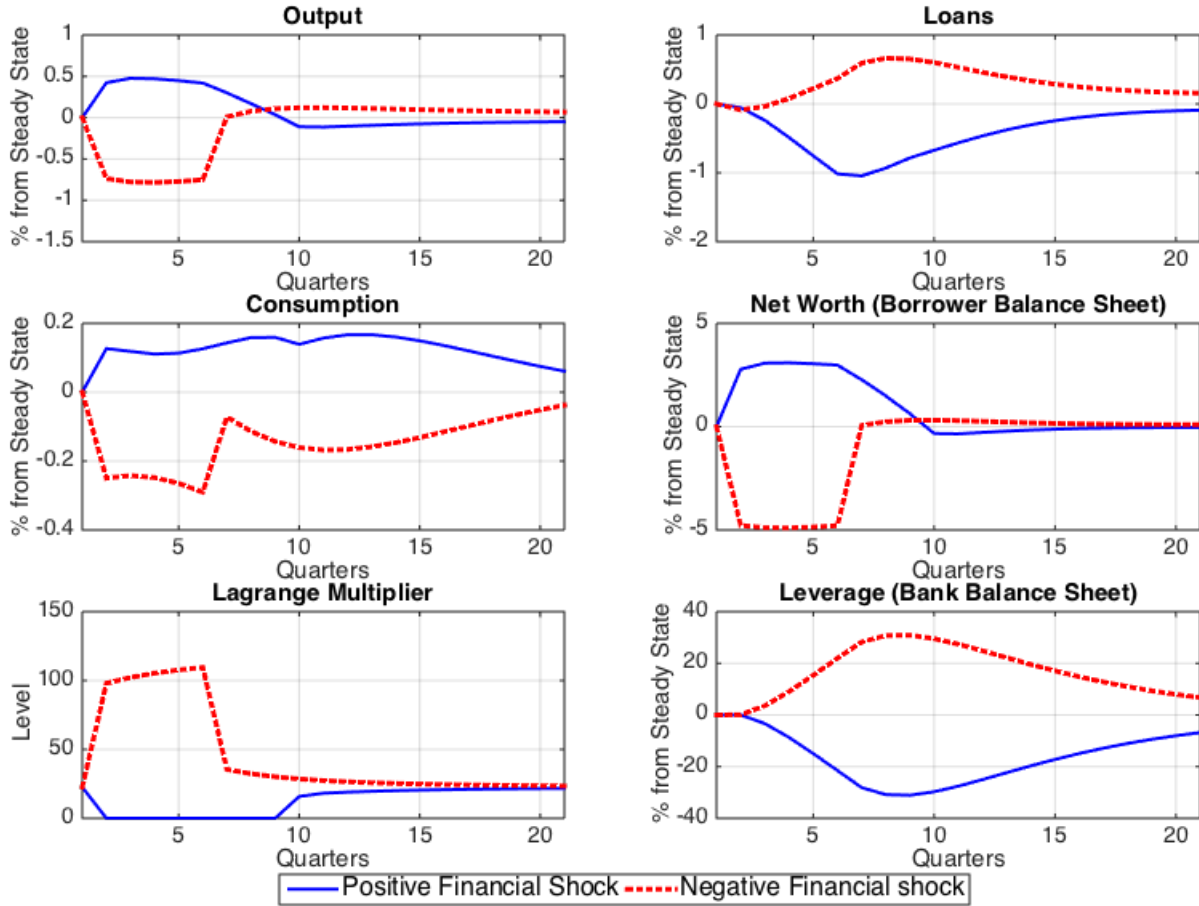 Output
% from Steady State
1
0.5
0
-0.5
-1
-1.5
5 10 15 20
Quarters
Loans
% from Steady State
1
0
-1
-2
5 10 15 20
Quarters
Consumption
% from Steady State
0.2
0
-0.2
-0.4
5 10 15 20
Quarters
Net Worth (Borrower Balance Sheet)
% from Steady State
5
0
-5
5 10 15 20
Quarters
Lagrange Multiplier
Level
150
100
50
0
5 10 15 20
Quarters
Leverage (Bank Balance Sheet)
% from Steady State
40
20
0
-20
-40
5 10 15 20
Quarters
Positive Financial Shock Negative Financial shock